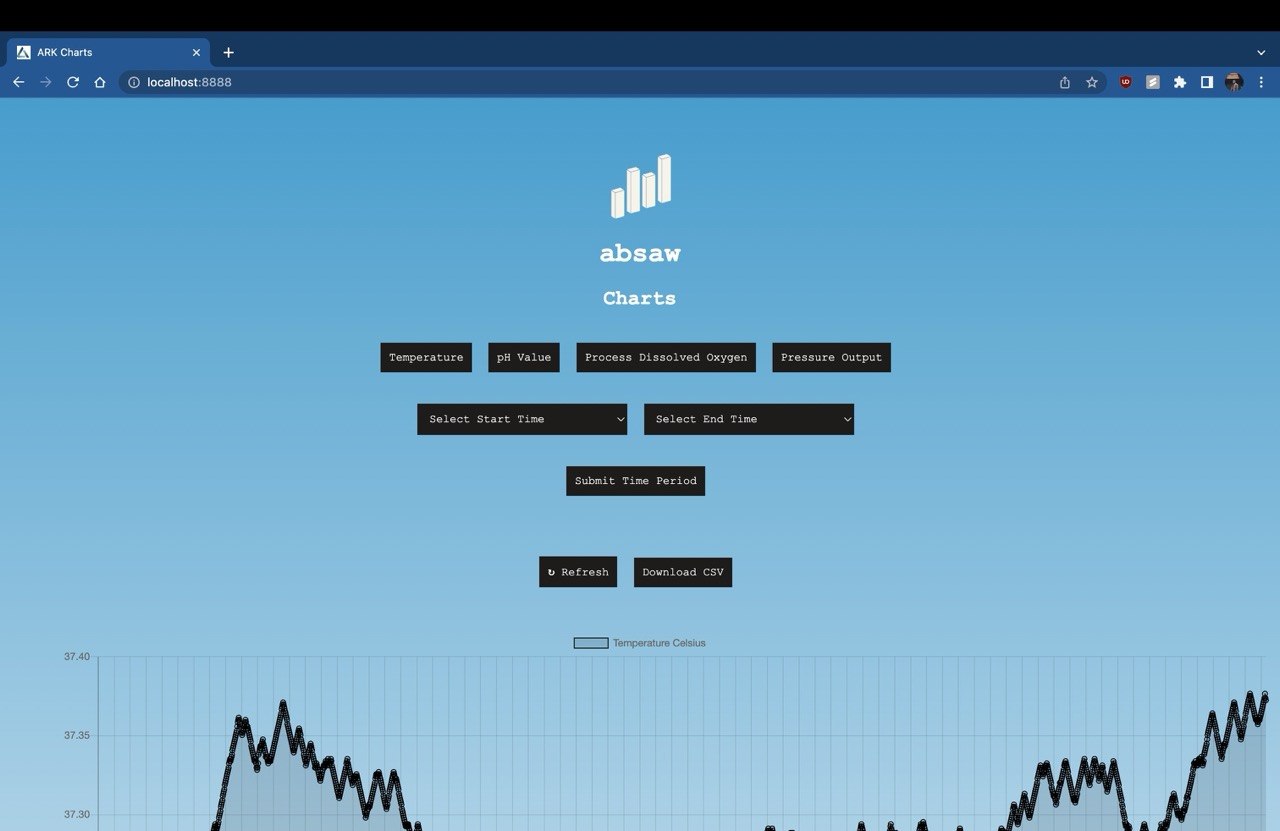 ARK Charts
localhost:8888
absaw
Charts
Temperature
pH Value
Process Dissolved Oxygen
Pressure Output
Select Start Time
Select End Time
Submit Time Period
↻ Refresh
Download CSV
Temperature Celsius
37.40
37.35
37.30